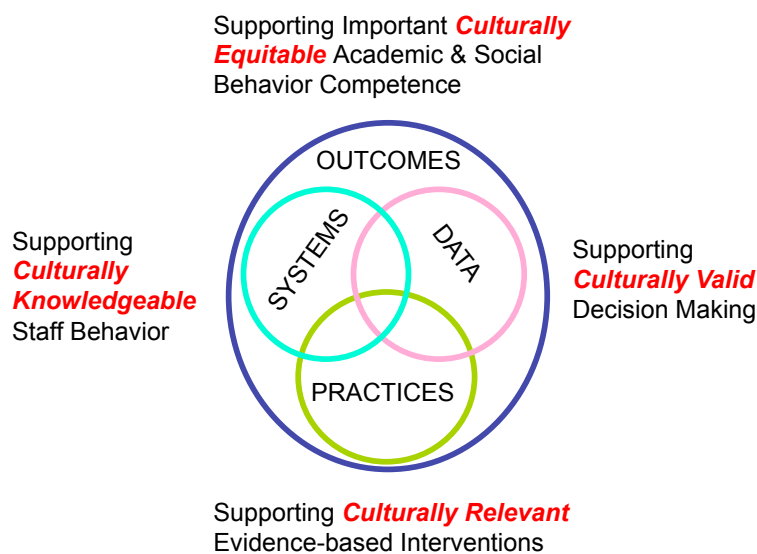 Supporting Important Culturally
Equitable Academic & Social
Behavior Competence
OUTCOMES
SYSTEMS
DATA
PRACTICES
Supporting
Culturally
Knowledgeable
Staff Behavior
Supporting
Culturally Valid
Decision Making
Supporting Culturally Relevant
Evidence-based Interventions